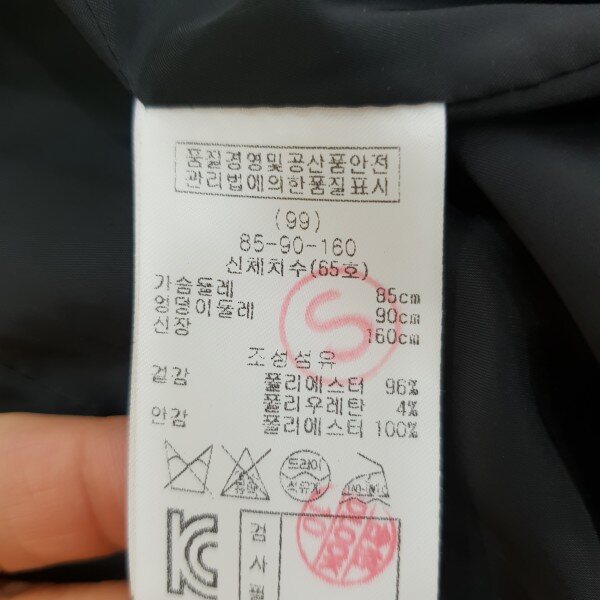 품질경영및공산품안전
관리법에의한품질표시
(99)
85-90-160
신체치수(55호)
가슴둘레 85cm
엉덩이둘레 90cm
신장 160cm
S
조성섬유
겉감 폴리에스터 96%
폴리우레탄 4%
안감 폴리에스터 100%
드라이
석유계
검
사
필